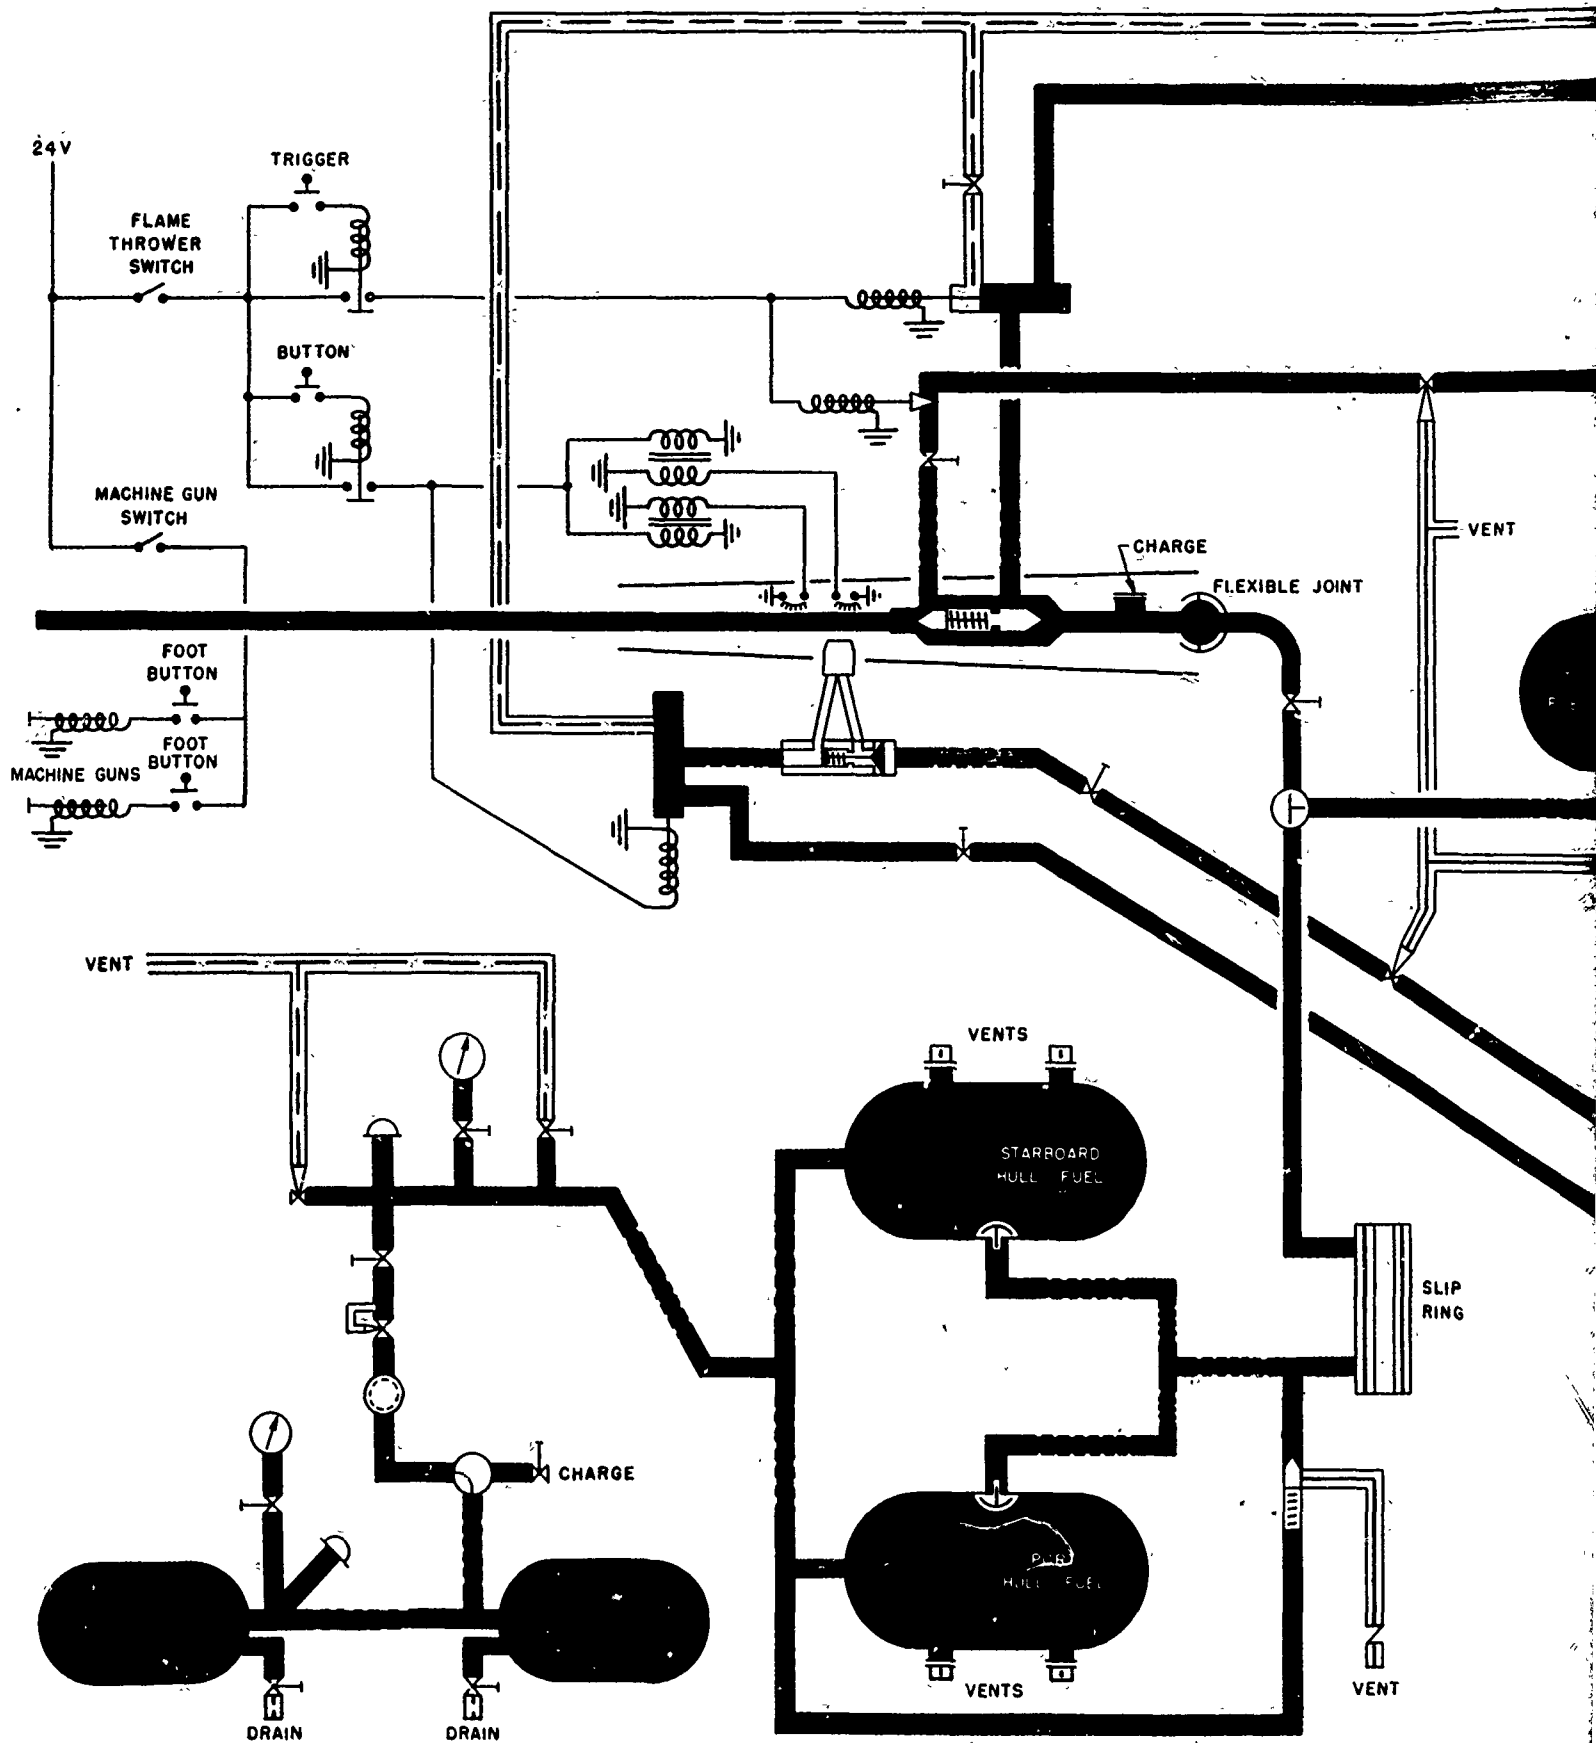 24V
TRIGGER
FLAME
THROWER
SWITCH
BUTTON
MACHINE GUN
SWITCH
VENT
CHARGE
FLEXIBLE JOINT
FOOT
BUTTON
FOOT
BUTTON
MACHINE GUNS
VENT
VENTS
STARBOARD
HULL FUEL
SLIP
RING
CHARGE
HULL FUEL
VENTS
VENT
DRAIN
DRAIN